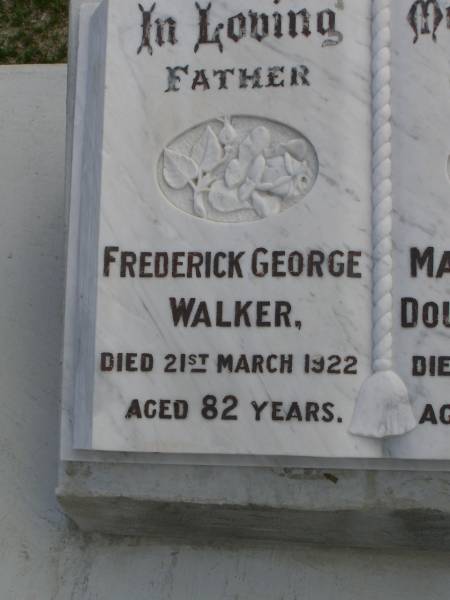 In Loving
FATHER
FREDERICK GEORGE
WALKER,
DIED 21ST MARCH 1922
AGED 82 YEARS.